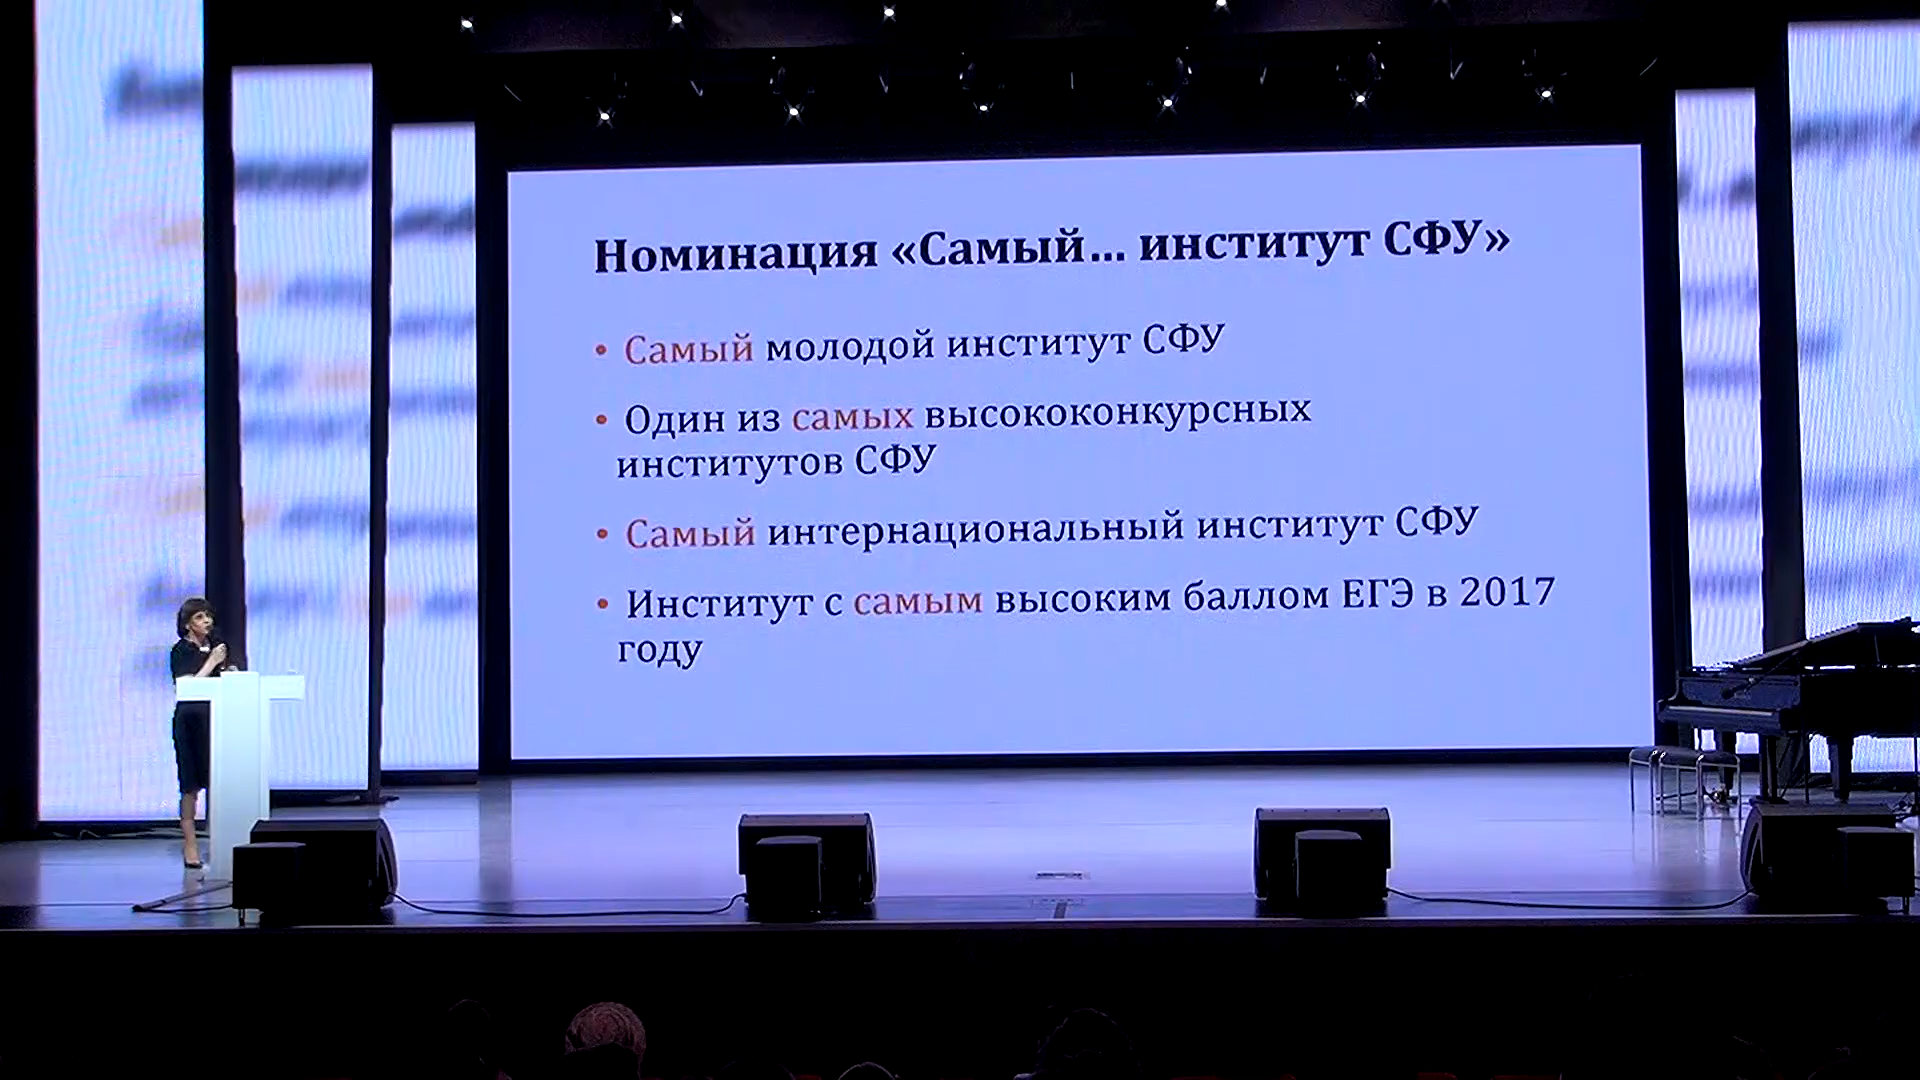 Номинация «Самый... институт СФУ»
• Самый молодой институт СФУ
• Один из самых высококонкурсных
институтов СФУ
• Самый интернациональный институт СФУ
• Институт с самым высоким баллом ЕГЭ в 2017
году